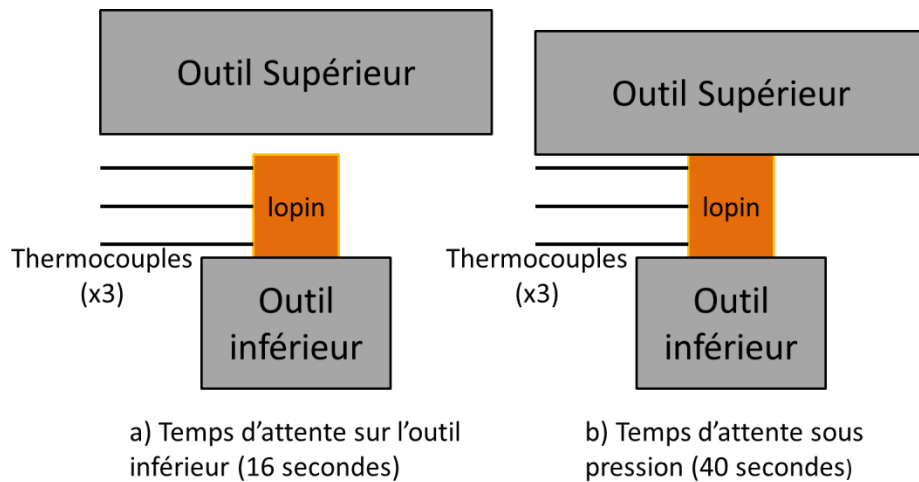 Outil Supérieur
lopin
Thermocouples
(x3)
Outil
inférieur
a) Temps d'attente sur l'outil
inférieur (16 secondes)
Outil Supérieur
lopin
Thermocouples
(x3)
Outil
inférieur
b) Temps d'attente sous
pression (40 secondes)